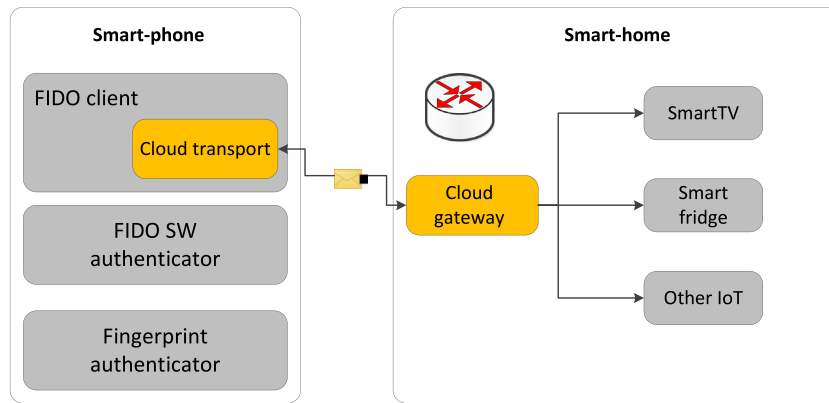 Smart-phone
FIDO client
Cloud transport
FIDO SW
authenticator
Fingerprint
authenticator
Smart-home
Cloud
gateway
SmartTV
Smart
fridge
Other IoT